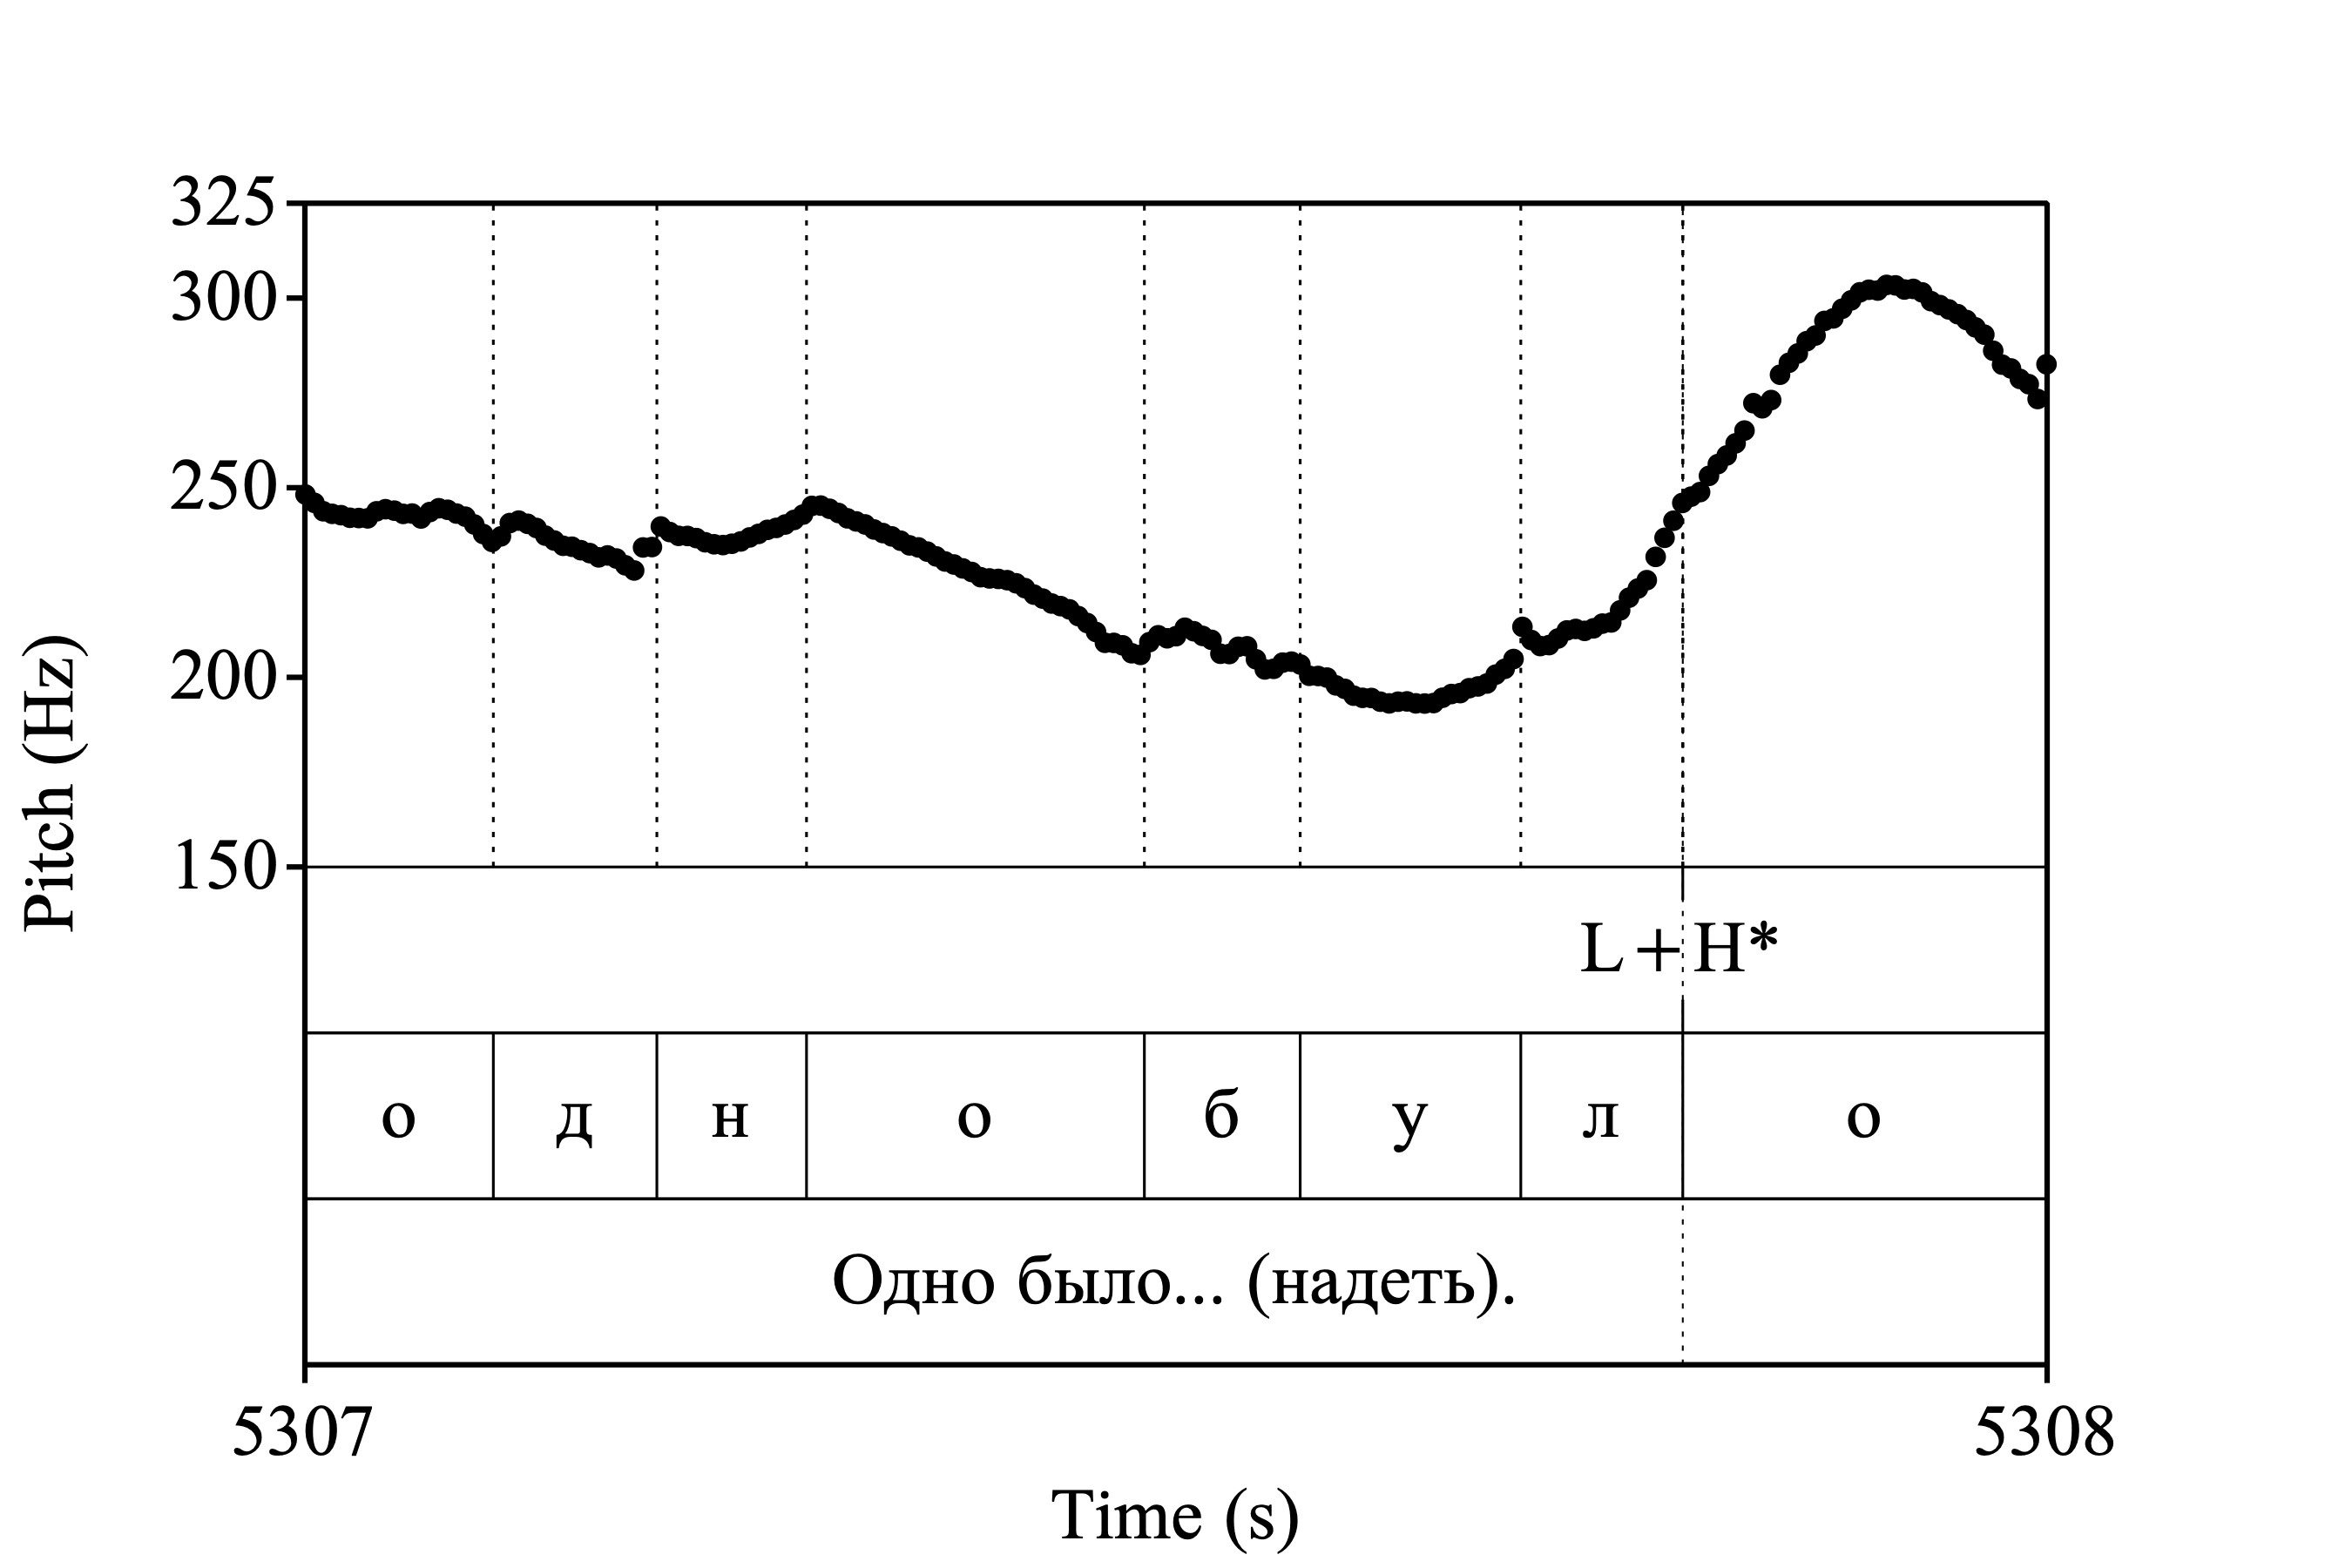 325
300
250
200
150
Pitch (Hz)
L+H*
о д н о б у л о
Одно было... (надеть).
5307 5308
Time (s)